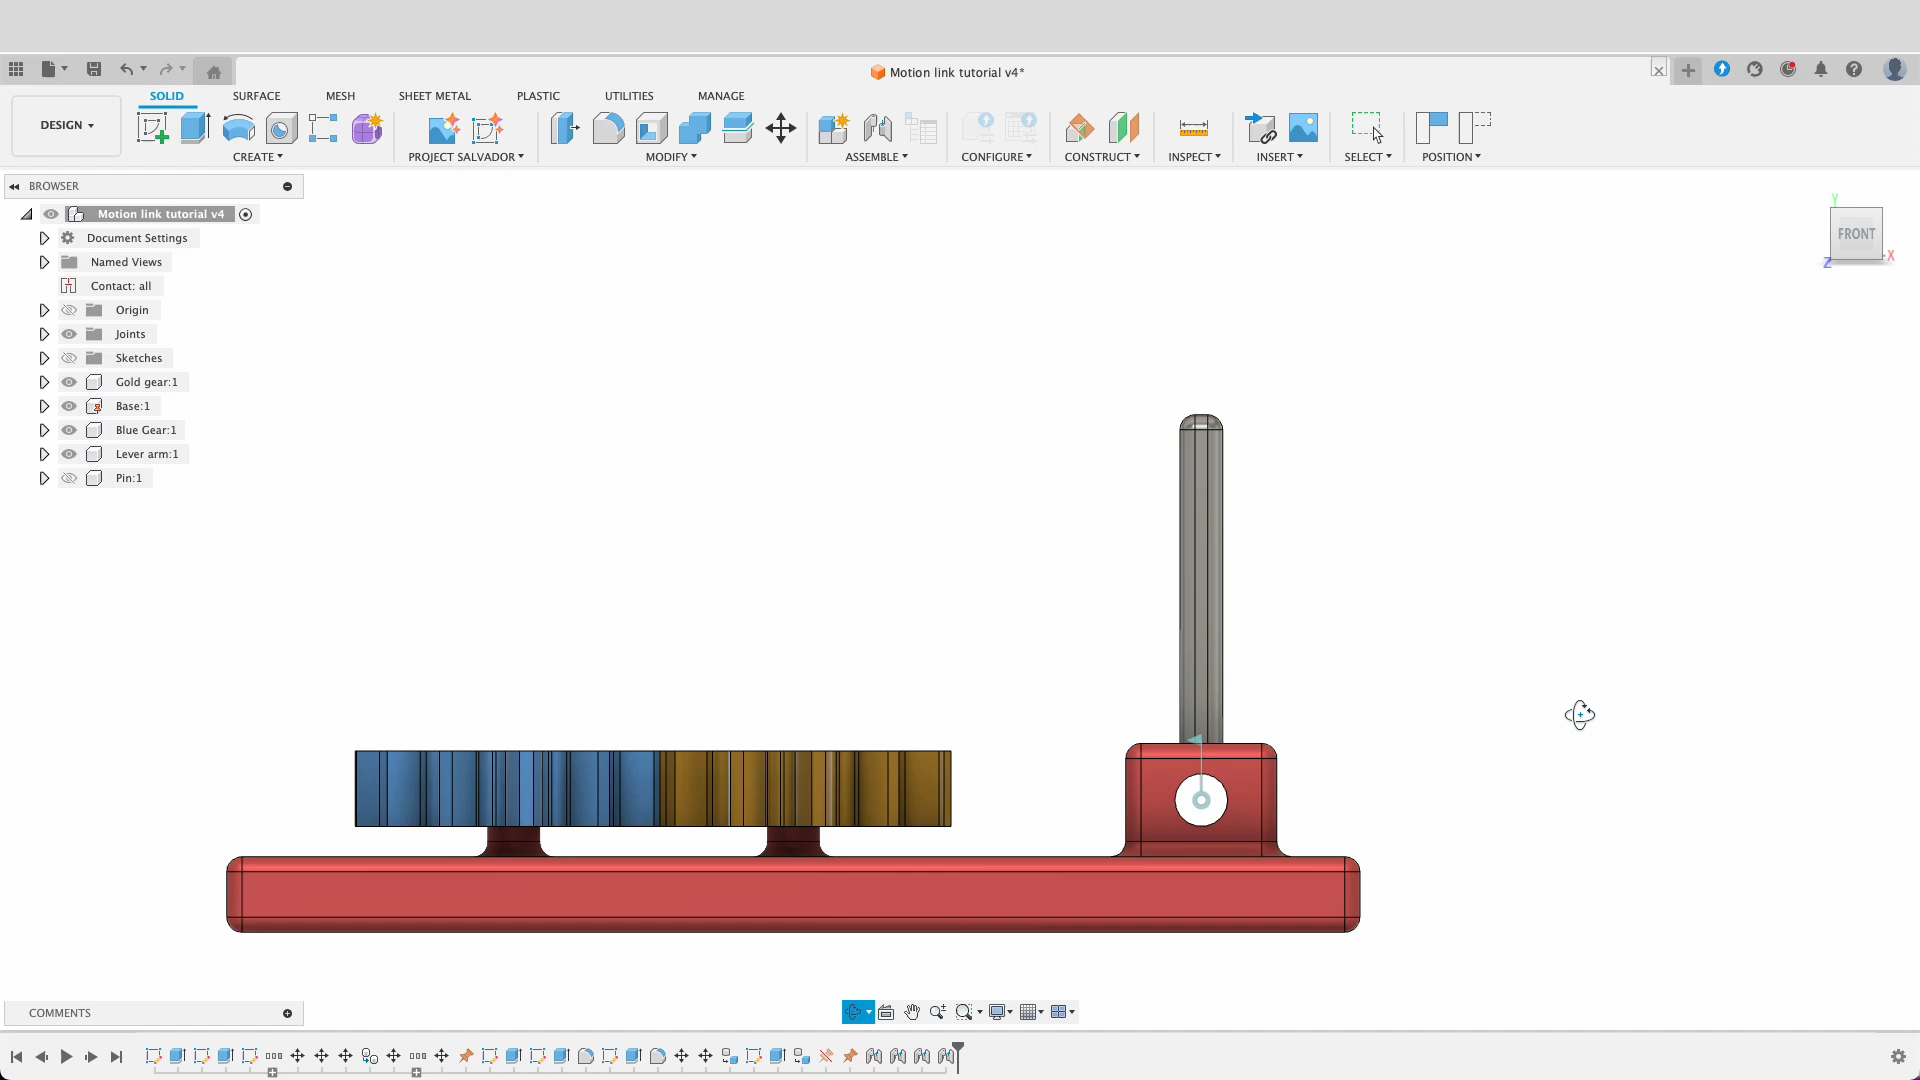 Motion link tutorial v4*
SOLID SURFACE MESH SHEET METAL PLASTIC UTILITIES MANAGE
DESIGN
CREATE PROJECT SALVADOR MODIFY ASSEMBLE CONFIGURE CONSTRUCT INSPECT INSERT SELECT POSITION
BROWSER
Motion link tutorial v4
Document Settings
Named Views
Contact: all
Origin
Joints
Sketches
Gold gear:1
Base:1
Blue Gear:1
Lever arm:1
Pin:1
Y
FRONT
X
Z
COMMENTS